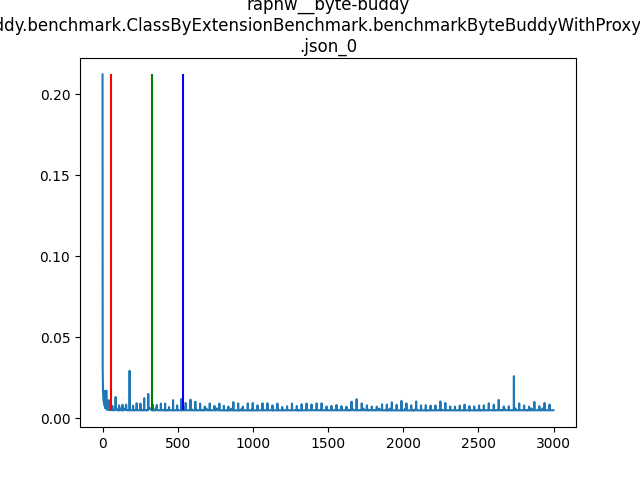 raphw__byte-buddy
ddy.benchmark.ClassByExtensionBenchmark.benchmarkByteBuddyWithProxy
.json_0
0.20
0.15
0.10
0.05
0.00
0 500 1000 1500 2000 2500 3000